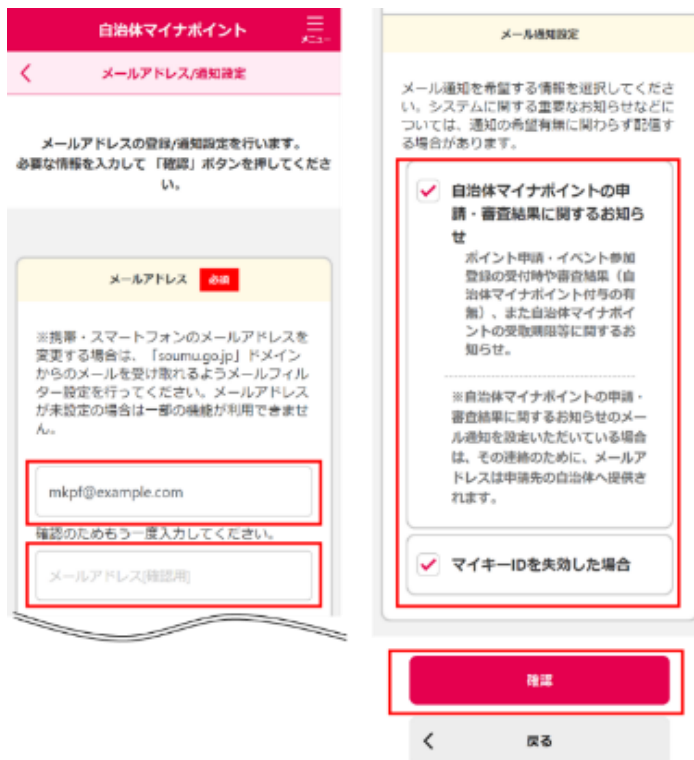 自治体マイナポイント
メニュー
メールアドレス/通知設定
メールアドレスの登録/通知設定を行います。
必要な情報を入力して「確認」ボタンを押してくださ
い。
メールアドレス 必須
※携帯・スマートフォンのメールアドレスを
変更する場合は、「soumu.go.jp」ドメイン
からのメールを受け取れるようメールフィル
ター設定を行ってください。メールアドレス
が未設定の場合は一部の機能が利用できませ
ん。
mkpf@example.com
確認のためもう一度入力してください。
メールアドレス[確認用]
メール通知設定
メール通知を希望する情報を選択してくださ
い。システムに関する重要なお知らせなどに
ついては、通知の希望有無に関わらず配信す
る場合があります。
自治体マイナポイントの申
請・審査結果に関するお知ら
せ
ポイント申請・イベント参加
登録の受付時や審査結果（自
治体マイナポイント付与の有
無）、また自治体マイナポイ
ントの受取期限等に関するお
知らせ。
※自治体マイナポイントの申請・
審査結果に関するお知らせのメー
ル通知を設定いただいている場合
は、その連絡のために、メールア
ドレスは申請先の自治体へ提供さ
れます。
マイキーIDを失効した場合
確認
戻る